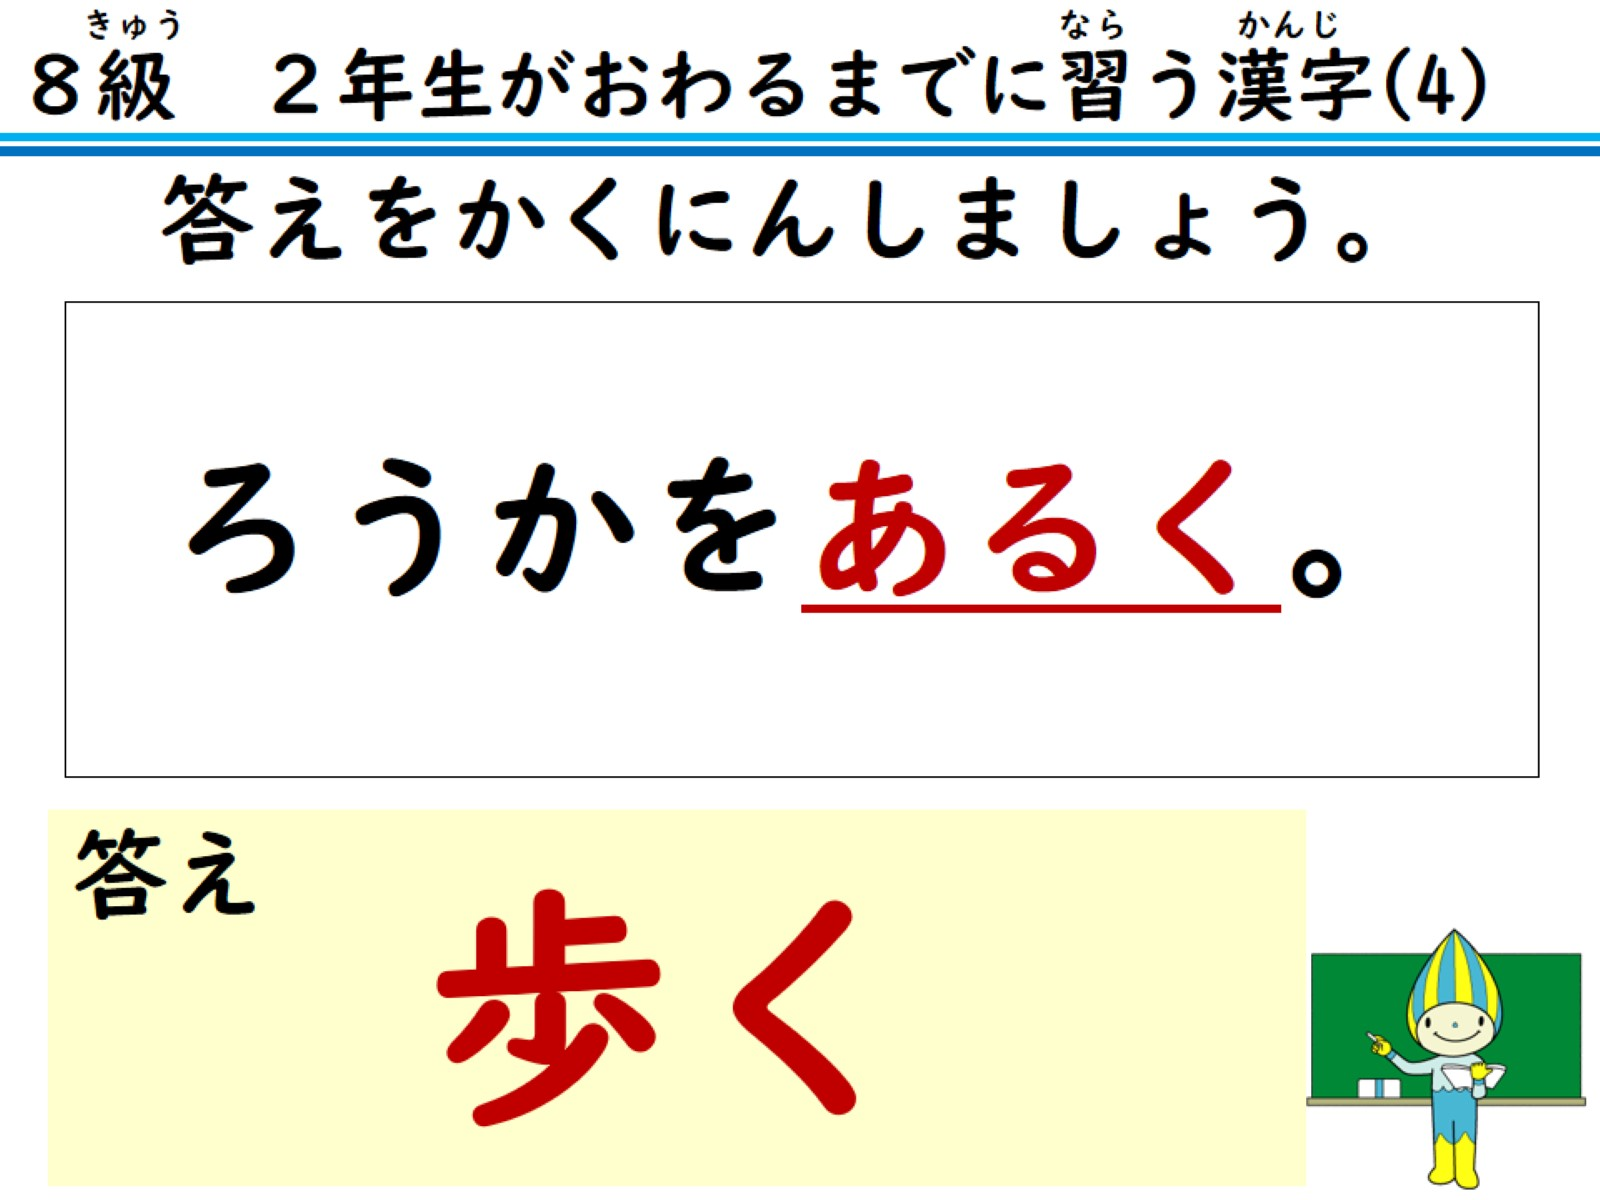 きゅう なら かんじ
８級　２年生がおわるまでに習う漢字(4)
答えをかくにんしましょう。
ろうかをあるく。
答え
歩く